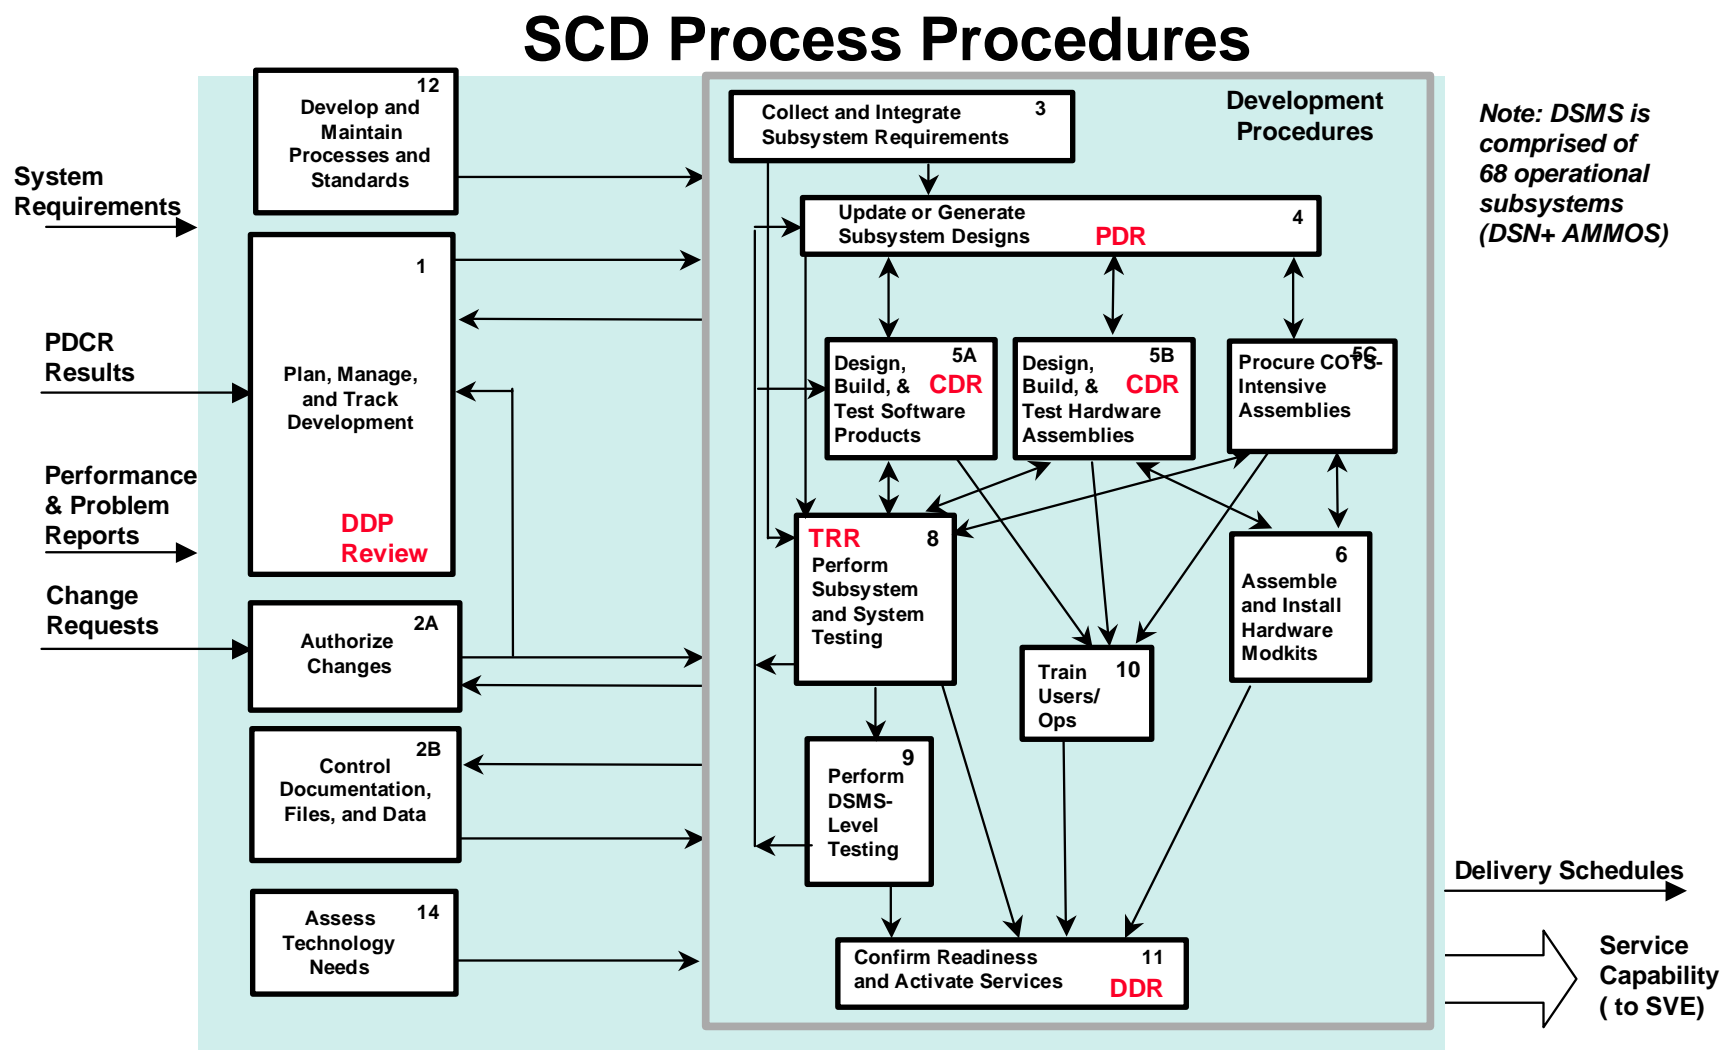 SCD Process Procedures
System
Requirements
PDCR
Results
Performance
& Problem
Reports
Change
Requests
12
Develop and
Maintain
Processes and
Standards
1
Plan, Manage,
and Track
Development
DDP
Review
2A
Authorize
Changes
2B
Control
Documentation,
Files, and Data
14
Assess
Technology
Needs
Development
Procedures
Collect and Integrate 3
Subsystem Requirements
Update or Generate 4
Subsystem Designs PDR
5A
Design,
Build, & CDR
Test Software
Products
5B
Design,
Build, & CDR
Test Hardware
Assemblies
5C
Procure COTS-
Intensive
Assemblies
TRR 8
Perform
Subsystem
and System
Testing
6
Assemble
and Install
Hardware
Modkits
Train 10
Users/
Ops
9
Perform
DSMS-
Level
Testing
Confirm Readiness 11
and Activate Services
DDR
Note: DSMS is
comprised of
68 operational
subsystems
(DSN+ AMMOS)
Delivery Schedules
Service
Capability
( to SVE)